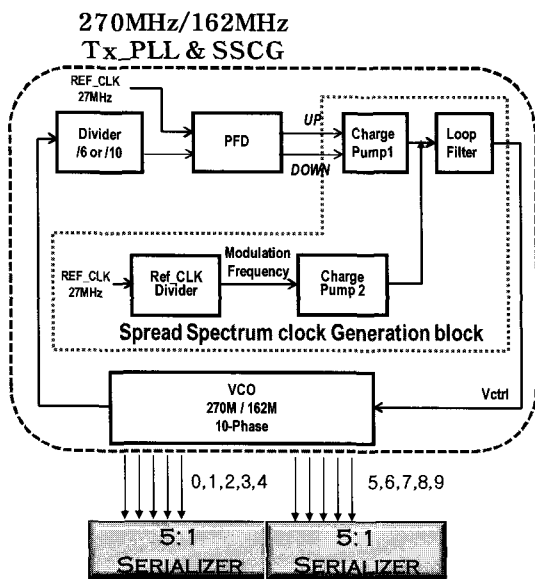 270MHz/162MHz
Tx_PLL & SSCG
REF_CLK
27MHz
Divider
/6 or /10
PFD
UP
DOWN
Charge
Pump1
Loop
Filter
REF_CLK
27MHz
Ref_CLK
Divider
Modulation
Frequency
Charge
Pump 2
Spread Spectrum clock Generation block
VCO
270M / 162M
10-Phase
Vctrl
0,1,2,3,4
5,6,7,8,9
5:1
SERIALIZER
5:1
SERIALIZER